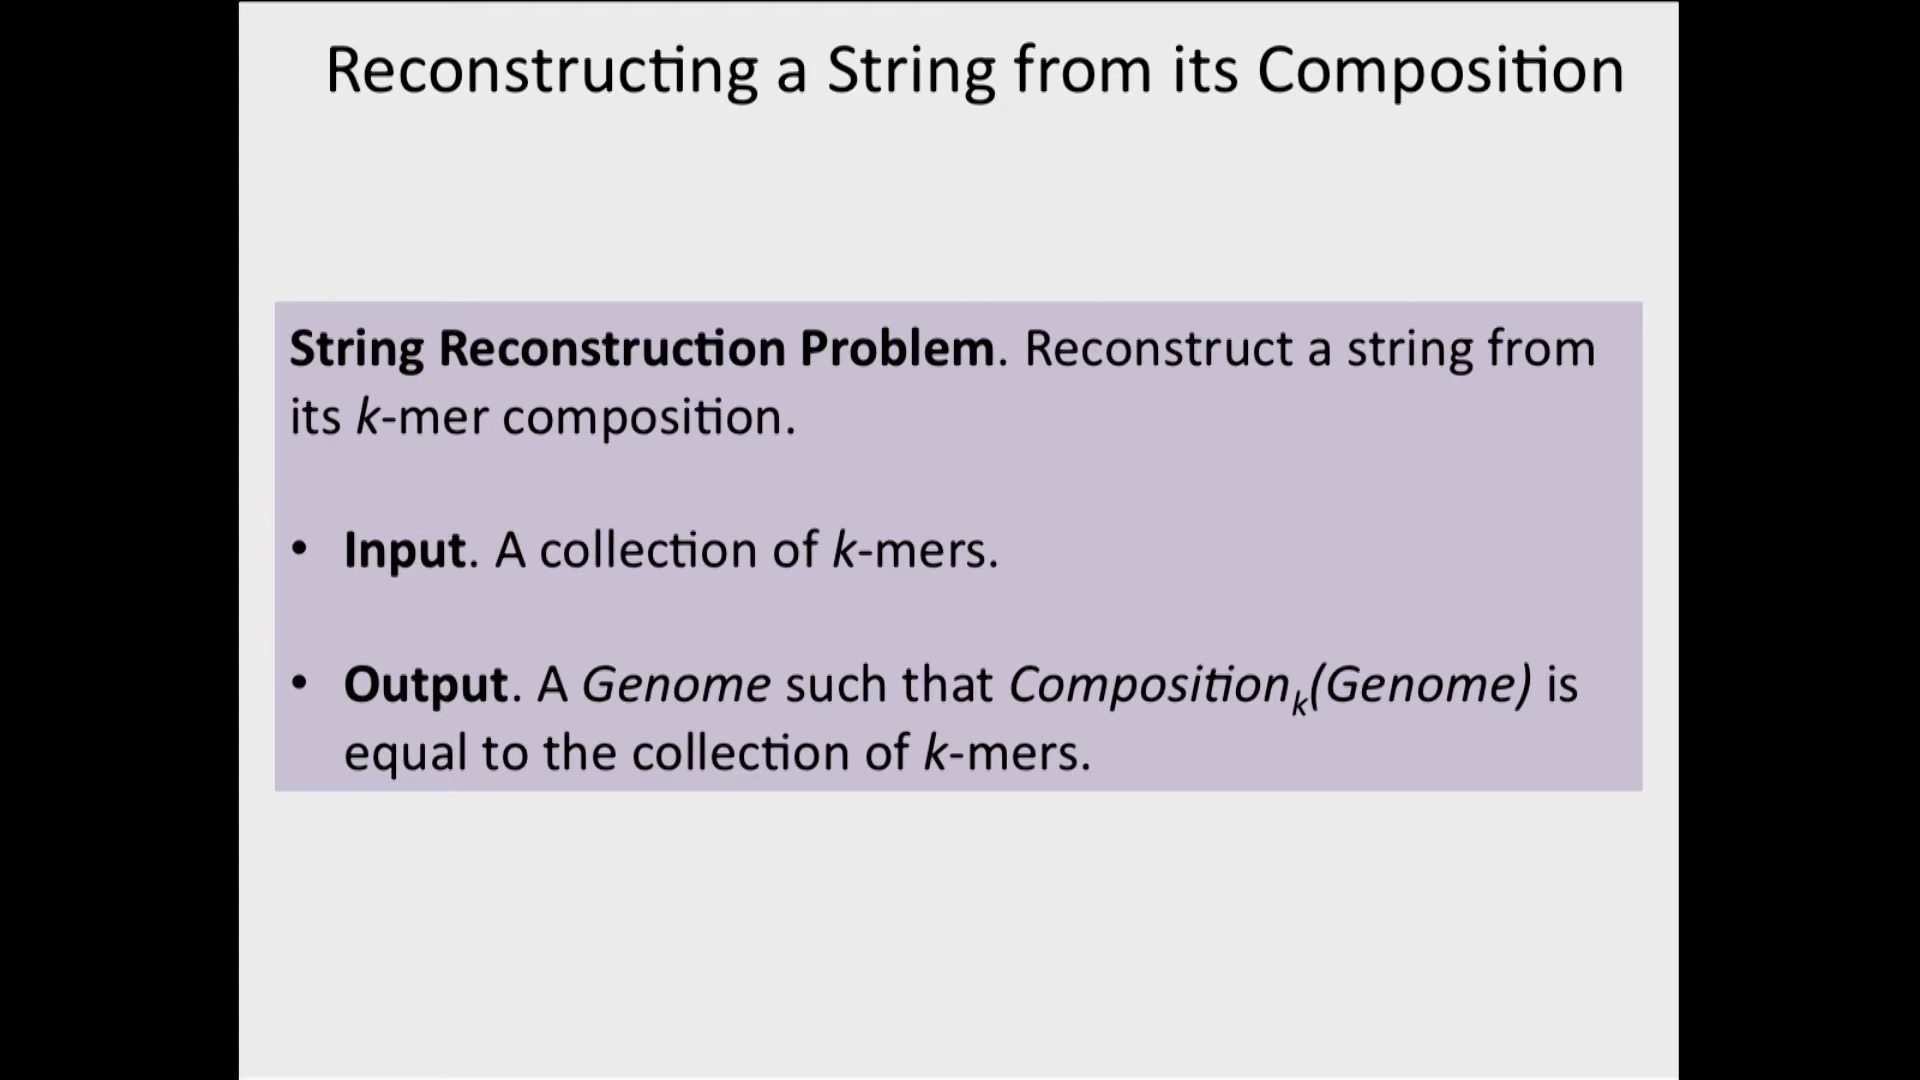 Reconstructing a String from its Composition
String Reconstruction Problem. Reconstruct a string from
its k-mer composition.
• Input. A collection of k-mers.
• Output. A Genome such that Compositionk(Genome) is
equal to the collection of k-mers.